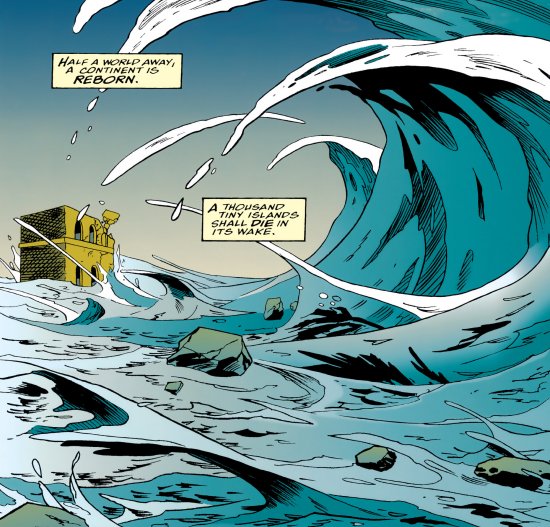 HALF A WORLD AWAY,
A CONTINENT IS
REBORN.
A THOUSAND
TINY ISLANDS
SHALL DIE IN
ITS WAKE.